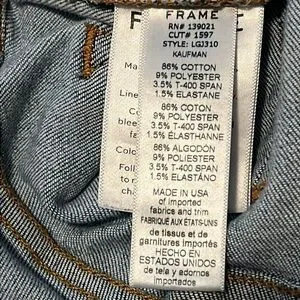 FRAME
RN# 139021
CUT# 1597
STYLE: LGJ310
KAUFMAN
86% COTTON
9% POLYESTER
3.5% T-400 SPAN
1.5% ELASTANE
86% COTON
9% POLYESTER
3.5% T-400 SPAN
1.5% ÉLASTHANNE
86% ALGODÓN
9% POLIESTER
3.5% T-400 SPAN
1.5% ELASTANO
MADE IN USA
of imported
fabrics and trim
FABRIQUÉ AUX ÉTATS-UNIS
de tissus et de
garnitures importés
HECHO EN
ESTADOS UNIDOS
de tela y adornos
importados